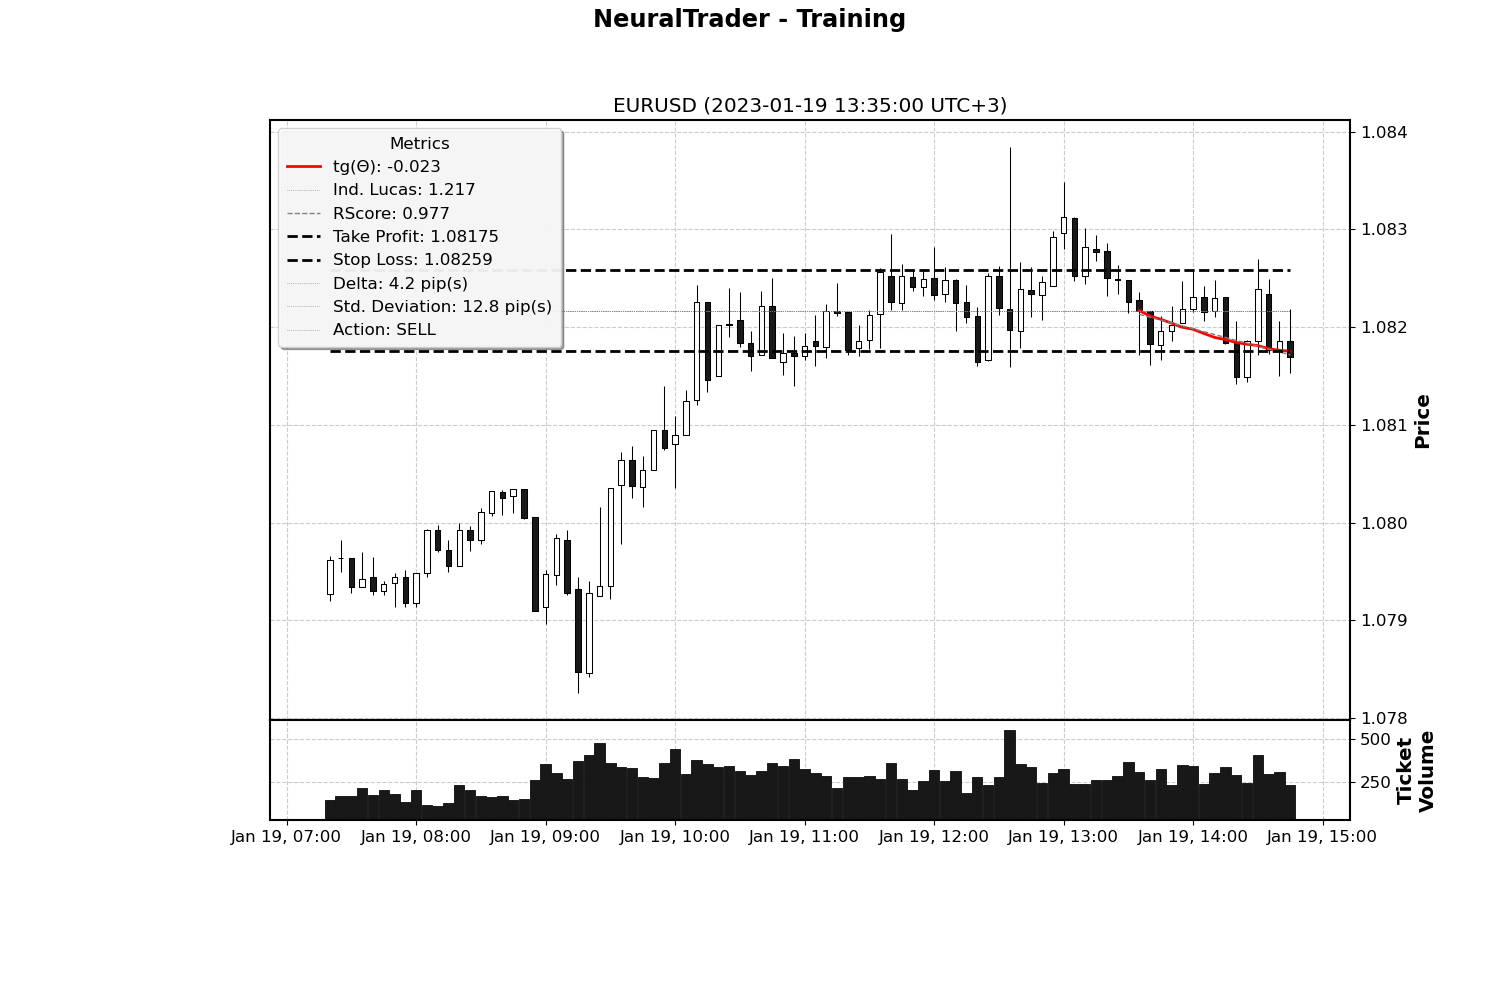 NeuralTrader - Training
EURUSD (2023-01-19 13:35:00 UTC+3)
Metrics
tg(Θ): -0.023
Ind. Lucas: 1.217
RScore: 0.977
Take Profit: 1.08175
Stop Loss: 1.08259
Delta: 4.2 pip(s)
Std. Deviation: 12.8 pip(s)
Action: SELL
1.084
1.083
1.082
1.081
1.080
1.079
1.078
Price
500
250
Ticket
Volume
Jan 19, 07:00 Jan 19, 08:00 Jan 19, 09:00 Jan 19, 10:00 Jan 19, 11:00 Jan 19, 12:00 Jan 19, 13:00 Jan 19, 14:00 Jan 19, 15:00